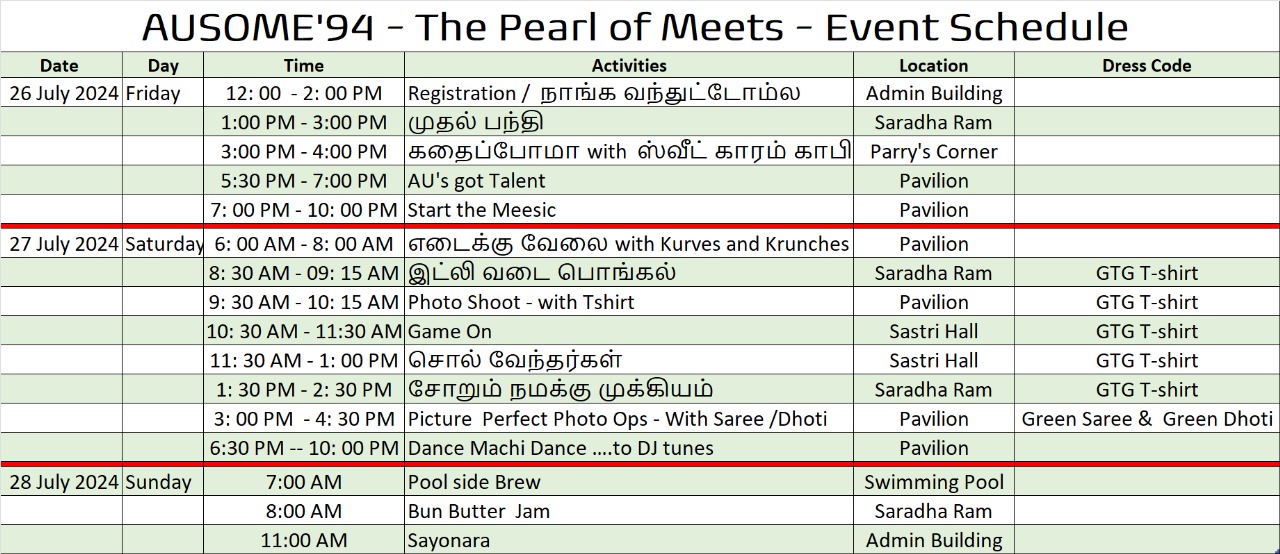 AUSOME'94 - The Pearl of Meets - Event Schedule
Date Day Time Activities Location Dress Code
26 July 2024 Friday 12: 00 - 2: 00 PM Registration / நாங்க வந்துட்டோம்ல Admin Building
1:00 PM - 3:00 PM முதல் பந்தி Saradha Ram
3:00 PM - 4:00 PM கதைப்போமா with ஸ்வீட் காரம் காபி Parry's Corner
5:30 PM - 7:00 PM AU's got Talent Pavilion
7: 00 PM - 10: 00 PM Start the Meesic Pavilion
27 July 2024 Saturday 6: 00 AM - 8: 00 AM எடைக்கு வேலை with Kurves and Krunches Pavilion
8: 30 AM - 09: 15 AM இட்லி வடை பொங்கல் Saradha Ram GTG T-shirt
9: 30 AM - 10: 15 AM Photo Shoot - with Tshirt Pavilion GTG T-shirt
10: 30 AM - 11:30 AM Game On Sastri Hall GTG T-shirt
11: 30 AM - 1: 00 PM சொல் வேந்தர்கள் Sastri Hall GTG T-shirt
1: 30 PM - 2: 30 PM சோறும் நமக்கு முக்கியம் Saradha Ram GTG T-shirt
3: 00 PM - 4: 30 PM Picture Perfect Photo Ops - With Saree /Dhoti Pavilion Green Saree & Green Dhoti
6:30 PM -- 10: 00 PM Dance Machi Dance ....to DJ tunes Pavilion
28 July 2024 Sunday 7:00 AM Pool side Brew Swimming Pool
8:00 AM Bun Butter Jam Saradha Ram
11:00 AM Sayonara Admin Building